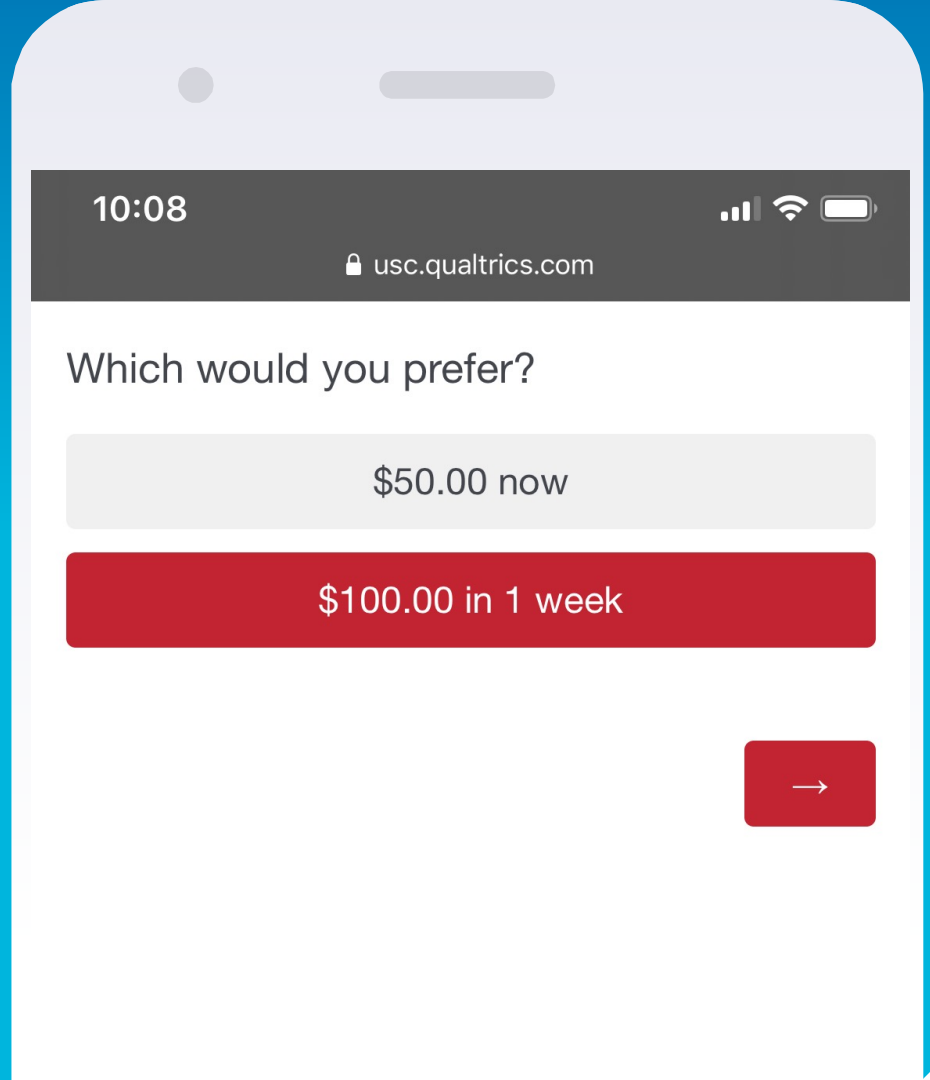 10:08
usc.qualtrics.com
Which would you prefer?
$50.00 now
$100.00 in 1 week
→